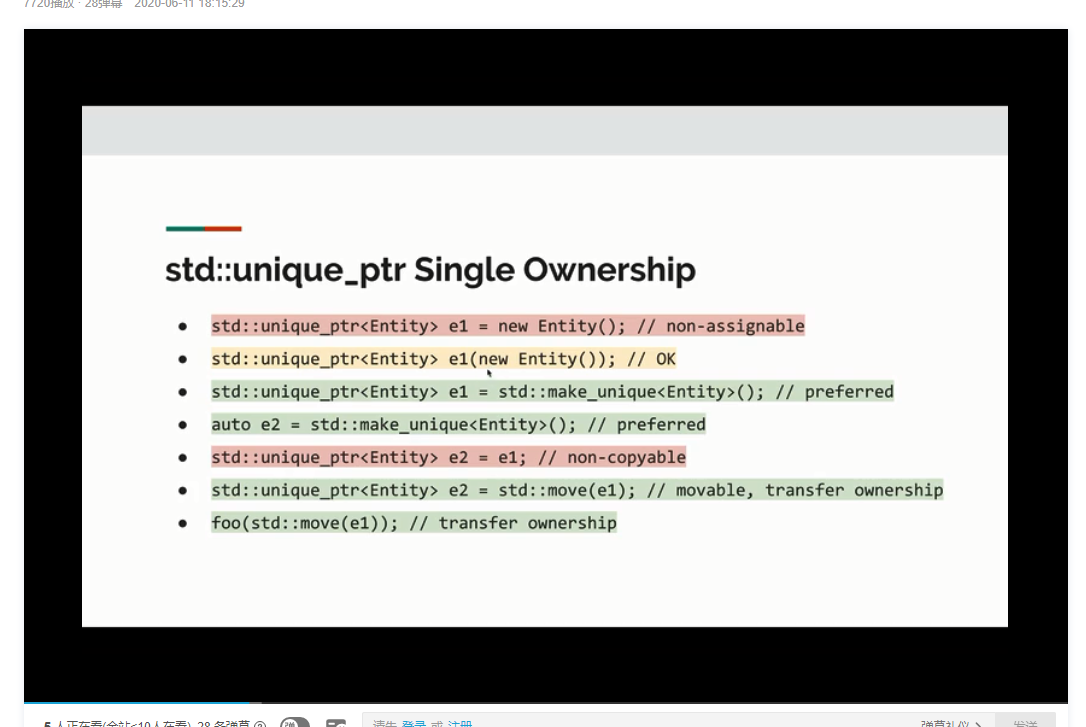 7720播放 · 28弹幕 2020-06-11 18:15:29
std::unique_ptr Single Ownership
● std::unique_ptr<Entity> e1 = new Entity(); // non-assignable
● std::unique_ptr<Entity> e1(new Entity()); // OK
● std::unique_ptr<Entity> e1 = std::make_unique<Entity>(); // preferred
● auto e2 = std::make_unique<Entity>(); // preferred
● std::unique_ptr<Entity> e2 = e1; // non-copyable
● std::unique_ptr<Entity> e2 = std::move(e1); // movable, transfer ownership
● foo(std::move(e1)); // transfer ownership
5 人正在看(全站<10人在看), 28 条弹幕 弹 请先 登录 或 注册 弹幕礼仪 > 发送